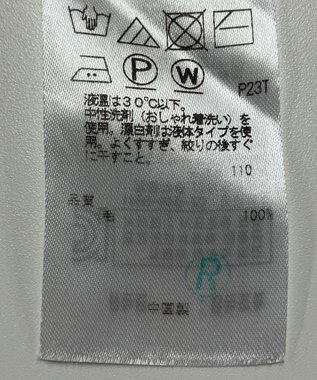 P
W
P23T
液温は30℃以下。
中性洗剤(おしゃれ着洗い)を
使用。漂白剤は液体タイプを使
用。よくすすぎ、絞りの後すぐ
に干すこと。
110
品質
毛 100%
R
中国製